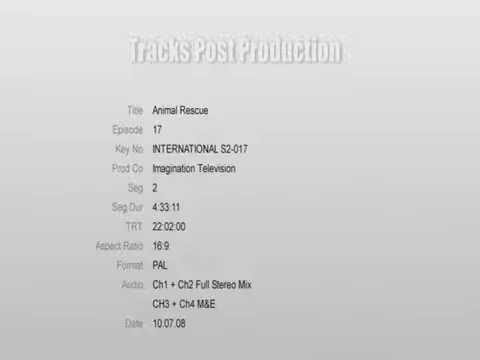 Tracks Post Production
Title Animal Rescue
Episode 17
Key No INTERNATIONAL S2-017
Prod Co Imagination Television
Seg 2
Seg Dur 4:33:11
TRT 22:02:00
Aspect Ratio 16:9
Format PAL
Audio Ch1 + Ch2 Full Stereo Mix
CH3 + Ch4 M&E
Date 10.07.08